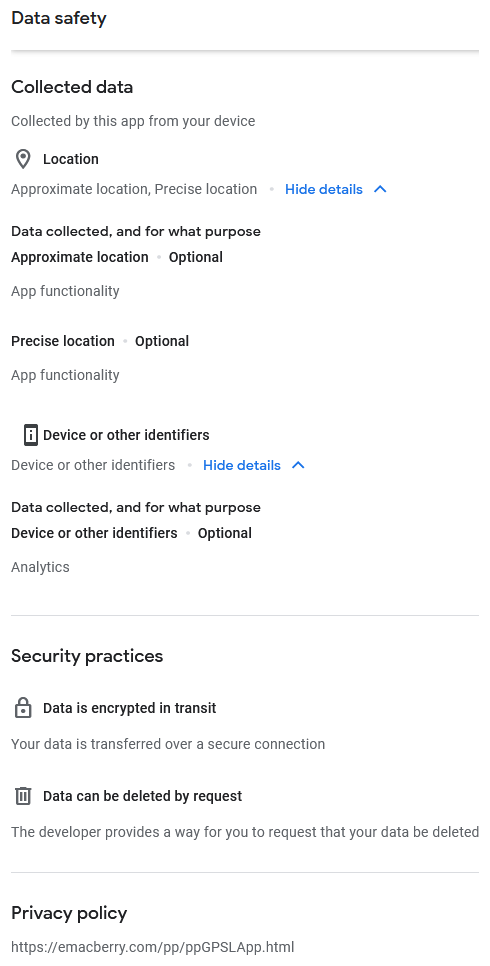 Data safety
Collected data
Collected by this app from your device
Location
Approximate location, Precise location • Hide details
Data collected, and for what purpose
Approximate location • Optional
App functionality
Precise location • Optional
App functionality
Device or other identifiers
Device or other identifiers • Hide details
Data collected, and for what purpose
Device or other identifiers • Optional
Analytics
Security practices
Data is encrypted in transit
Your data is transferred over a secure connection
Data can be deleted by request
The developer provides a way for you to request that your data be deleted
Privacy policy
https://emacberry.com/pp/ppGPSLApp.html